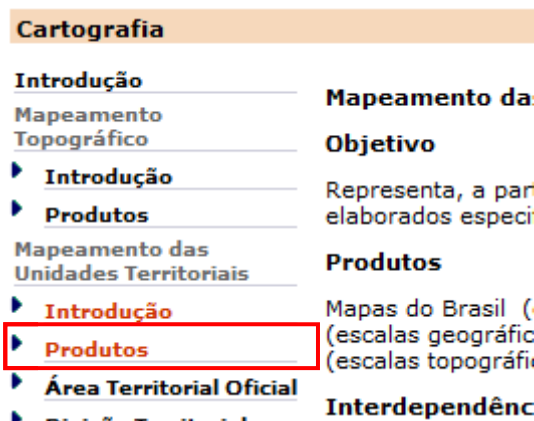 Cartografia
Introdução
Mapeamento
Topográfico
Introdução
Produtos
Mapeamento das
Unidades Territoriais
Introdução
Produtos
Área Territorial Oficial
Mapeamento das
Objetivo
Representa, a par
elaborados especi
Produtos
Mapas do Brasil (
(escalas geográfic
(escalas topográfi
Interdependênc